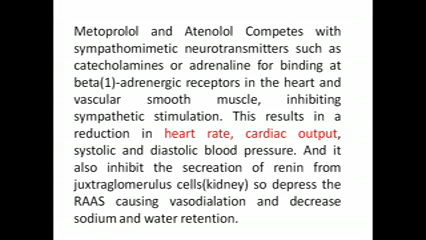 Metoprolol and Atenolol Competes with
sympathomimetic neurotransmitters such as
catecholamines or adrenaline for binding at
beta(1)-adrenergic receptors in the heart and
vascular smooth muscle, inhibiting
sympathetic stimulation. This results in a
reduction in heart rate, cardiac output,
systolic and diastolic blood pressure. And it
also inhibit the secreation of renin from
juxtraglomerulus cells(kidney) so depress the
RAAS causing vasodialation and decrease
sodium and water retention.